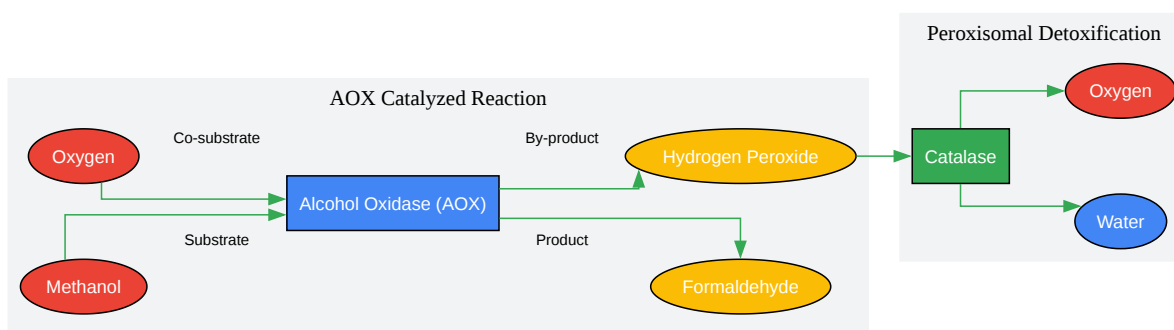 Peroxisomal Detoxification
AOX Catalyzed Reaction
Oxygen
Co-substrate
By-product
Oxygen
Hydrogen Peroxide
Catalase
Alcohol Oxidase (AOX)
Water
Substrate
Product
Methanol
Formaldehyde